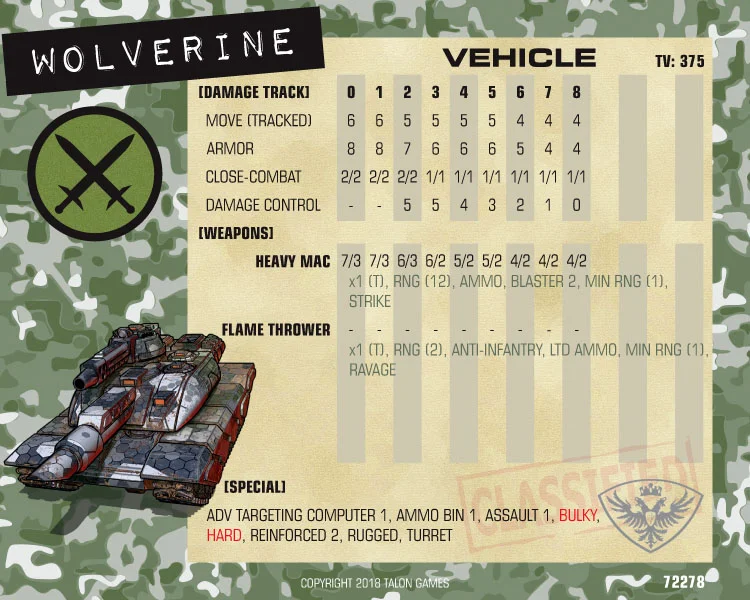 WOLVERINE
VEHICLE TV: 375
[DAMAGE TRACK] 0 1 2 3 4 5 6 7 8
MOVE (TRACKED) 6 6 5 5 5 5 4 4 4
ARMOR 8 8 7 6 6 6 5 4 4
CLOSE-COMBAT 2/2 2/2 2/2 1/1 1/1 1/1 1/1 1/1 1/1
DAMAGE CONTROL - - 5 5 4 3 2 1 0
[WEAPONS]
HEAVY MAC 7/3 7/3 6/3 6/2 5/2 5/2 4/2 4/2 4/2
x1 (T), RNG (12), AMMO, BLASTER 2, MIN RNG (1),
STRIKE
FLAME THROWER - - - - - - - - -
x1 (T), RNG (2), ANTI-INFANTRY, LTD AMMO, MIN RNG (1),
RAVAGE
[SPECIAL]
CLASSIFIED
ADV TARGETING COMPUTER 1, AMMO BIN 1, ASSAULT 1, BULKY,
HARD, REINFORCED 2, RUGGED, TURRET
COPYRIGHT 2018 TALON GAMES
72278